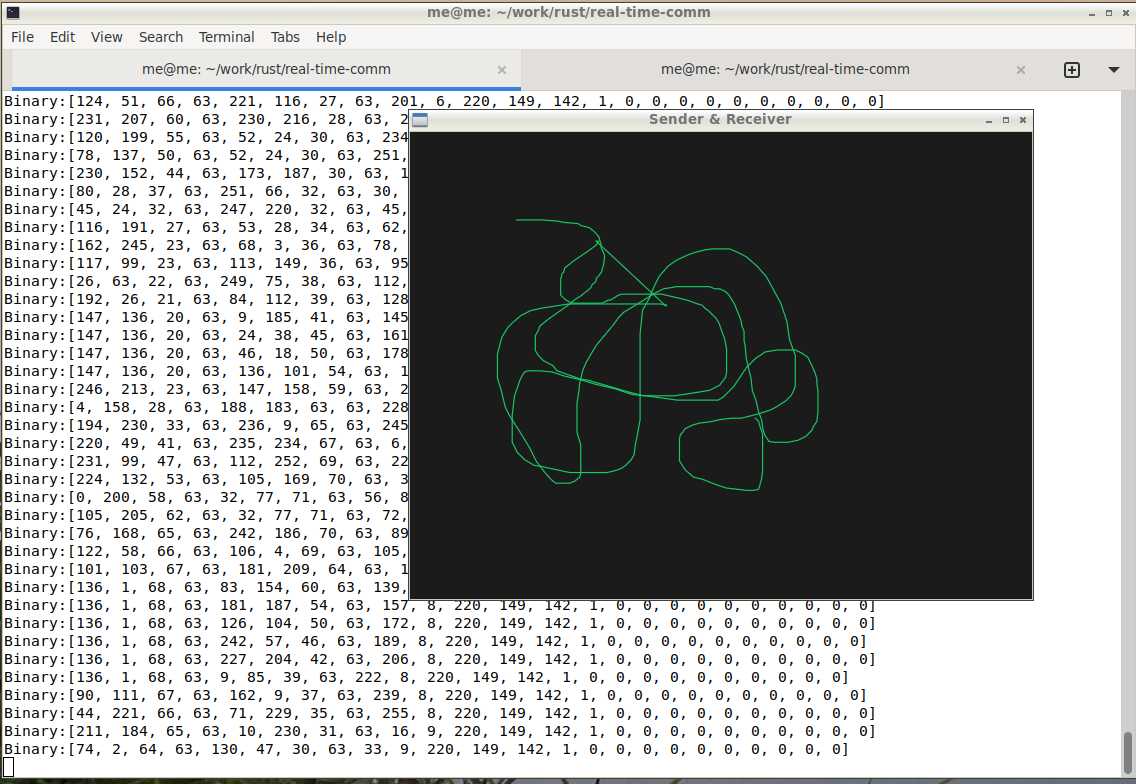 me@me: ~/work/rust/real-time-comm
File Edit View Search Terminal Tabs Help
me@me: ~/work/rust/real-time-comm me@me: ~/work/rust/real-time-comm
Binary:[124, 51, 66, 63, 221, 116, 27, 63, 201, 6, 220, 149, 142, 1, 0, 0, 0, 0, 0, 0, 0, 0, 0, 0]
Binary:[231, 207, 60, 63, 230, 216, 28, 63, 2
Sender & Receiver
Binary:[120, 199, 55, 63, 52, 24, 30, 63, 234
Binary:[78, 137, 50, 63, 52, 24, 30, 63, 251,
Binary:[230, 152, 44, 63, 173, 187, 30, 63, 1
Binary:[80, 28, 37, 63, 251, 66, 32, 63, 30,
Binary:[45, 24, 32, 63, 247, 220, 32, 63, 45,
Binary:[116, 191, 27, 63, 53, 28, 34, 63, 62,
Binary:[162, 245, 23, 63, 68, 3, 36, 63, 78,
Binary:[117, 99, 23, 63, 113, 149, 36, 63, 95
Binary:[26, 63, 22, 63, 249, 75, 38, 63, 112,
Binary:[192, 26, 21, 63, 84, 112, 39, 63, 128
Binary:[147, 136, 20, 63, 9, 185, 41, 63, 145
Binary:[147, 136, 20, 63, 24, 38, 45, 63, 161
Binary:[147, 136, 20, 63, 46, 18, 50, 63, 178
Binary:[147, 136, 20, 63, 136, 101, 54, 63, 1
Binary:[246, 213, 23, 63, 147, 158, 59, 63, 2
Binary:[4, 158, 28, 63, 188, 183, 63, 63, 228
Binary:[194, 230, 33, 63, 236, 9, 65, 63, 245
Binary:[220, 49, 41, 63, 235, 234, 67, 63, 6,
Binary:[231, 99, 47, 63, 112, 252, 69, 63, 22
Binary:[224, 132, 53, 63, 105, 169, 70, 63, 3
Binary:[0, 200, 58, 63, 32, 77, 71, 63, 56, 8
Binary:[105, 205, 62, 63, 32, 77, 71, 63, 72,
Binary:[76, 168, 65, 63, 242, 186, 70, 63, 89
Binary:[122, 58, 66, 63, 106, 4, 69, 63, 105,
Binary:[101, 103, 67, 63, 181, 209, 64, 63, 1
Binary:[136, 1, 68, 63, 83, 154, 60, 63, 139,
Binary:[136, 1, 68, 63, 181, 187, 54, 63, 157, 8, 220, 149, 142, 1, 0, 0, 0, 0, 0, 0, 0, 0, 0, 0]
Binary:[136, 1, 68, 63, 126, 104, 50, 63, 172, 8, 220, 149, 142, 1, 0, 0, 0, 0, 0, 0, 0, 0, 0, 0]
Binary:[136, 1, 68, 63, 242, 57, 46, 63, 189, 8, 220, 149, 142, 1, 0, 0, 0, 0, 0, 0, 0, 0, 0, 0]
Binary:[136, 1, 68, 63, 227, 204, 42, 63, 206, 8, 220, 149, 142, 1, 0, 0, 0, 0, 0, 0, 0, 0, 0, 0]
Binary:[136, 1, 68, 63, 9, 85, 39, 63, 222, 8, 220, 149, 142, 1, 0, 0, 0, 0, 0, 0, 0, 0, 0, 0]
Binary:[90, 111, 67, 63, 162, 9, 37, 63, 239, 8, 220, 149, 142, 1, 0, 0, 0, 0, 0, 0, 0, 0, 0, 0]
Binary:[44, 221, 66, 63, 71, 229, 35, 63, 255, 8, 220, 149, 142, 1, 0, 0, 0, 0, 0, 0, 0, 0, 0, 0]
Binary:[211, 184, 65, 63, 10, 230, 31, 63, 16, 9, 220, 149, 142, 1, 0, 0, 0, 0, 0, 0, 0, 0, 0, 0]
Binary:[74, 2, 64, 63, 130, 47, 30, 63, 33, 9, 220, 149, 142, 1, 0, 0, 0, 0, 0, 0, 0, 0, 0, 0]